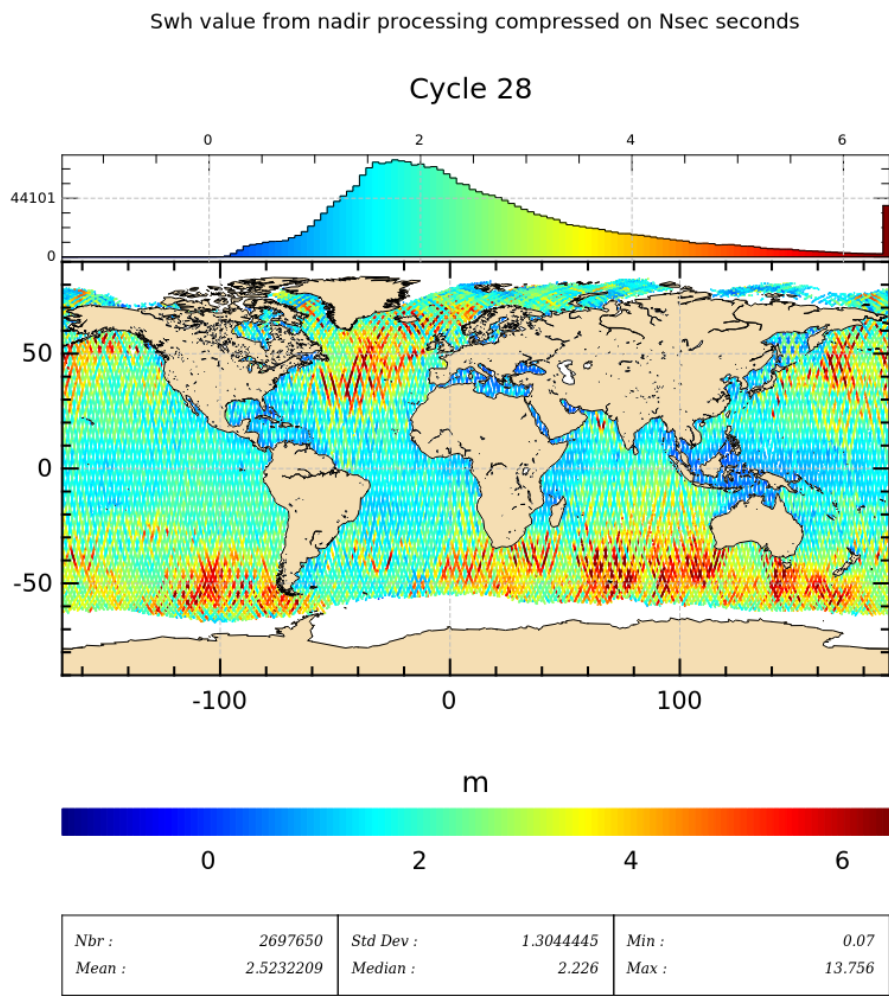 Swh value from nadir processing compressed on Nsec seconds
Cycle 28
0 2 4 6
44101
0
50
0
-50
-100 0 100
m
0 2 4 6
Nbr : 2697650 Std Dev : 1.3044445 Min : 0.07
Mean : 2.5232209 Median : 2.226 Max : 13.756